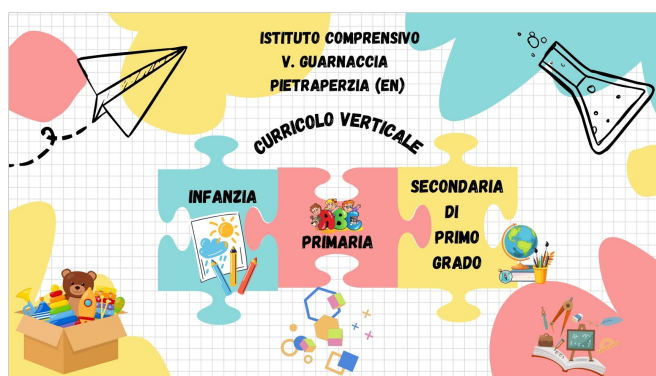 ISTITUTO COMPRENSIVO
V. GUARNACCIA
PIETRAPERZIA (EN)
CURRICOLO VERTICALE
INFANZIA
ABC
PRIMARIA
SECONDARIA
DI
PRIMO
GRADO